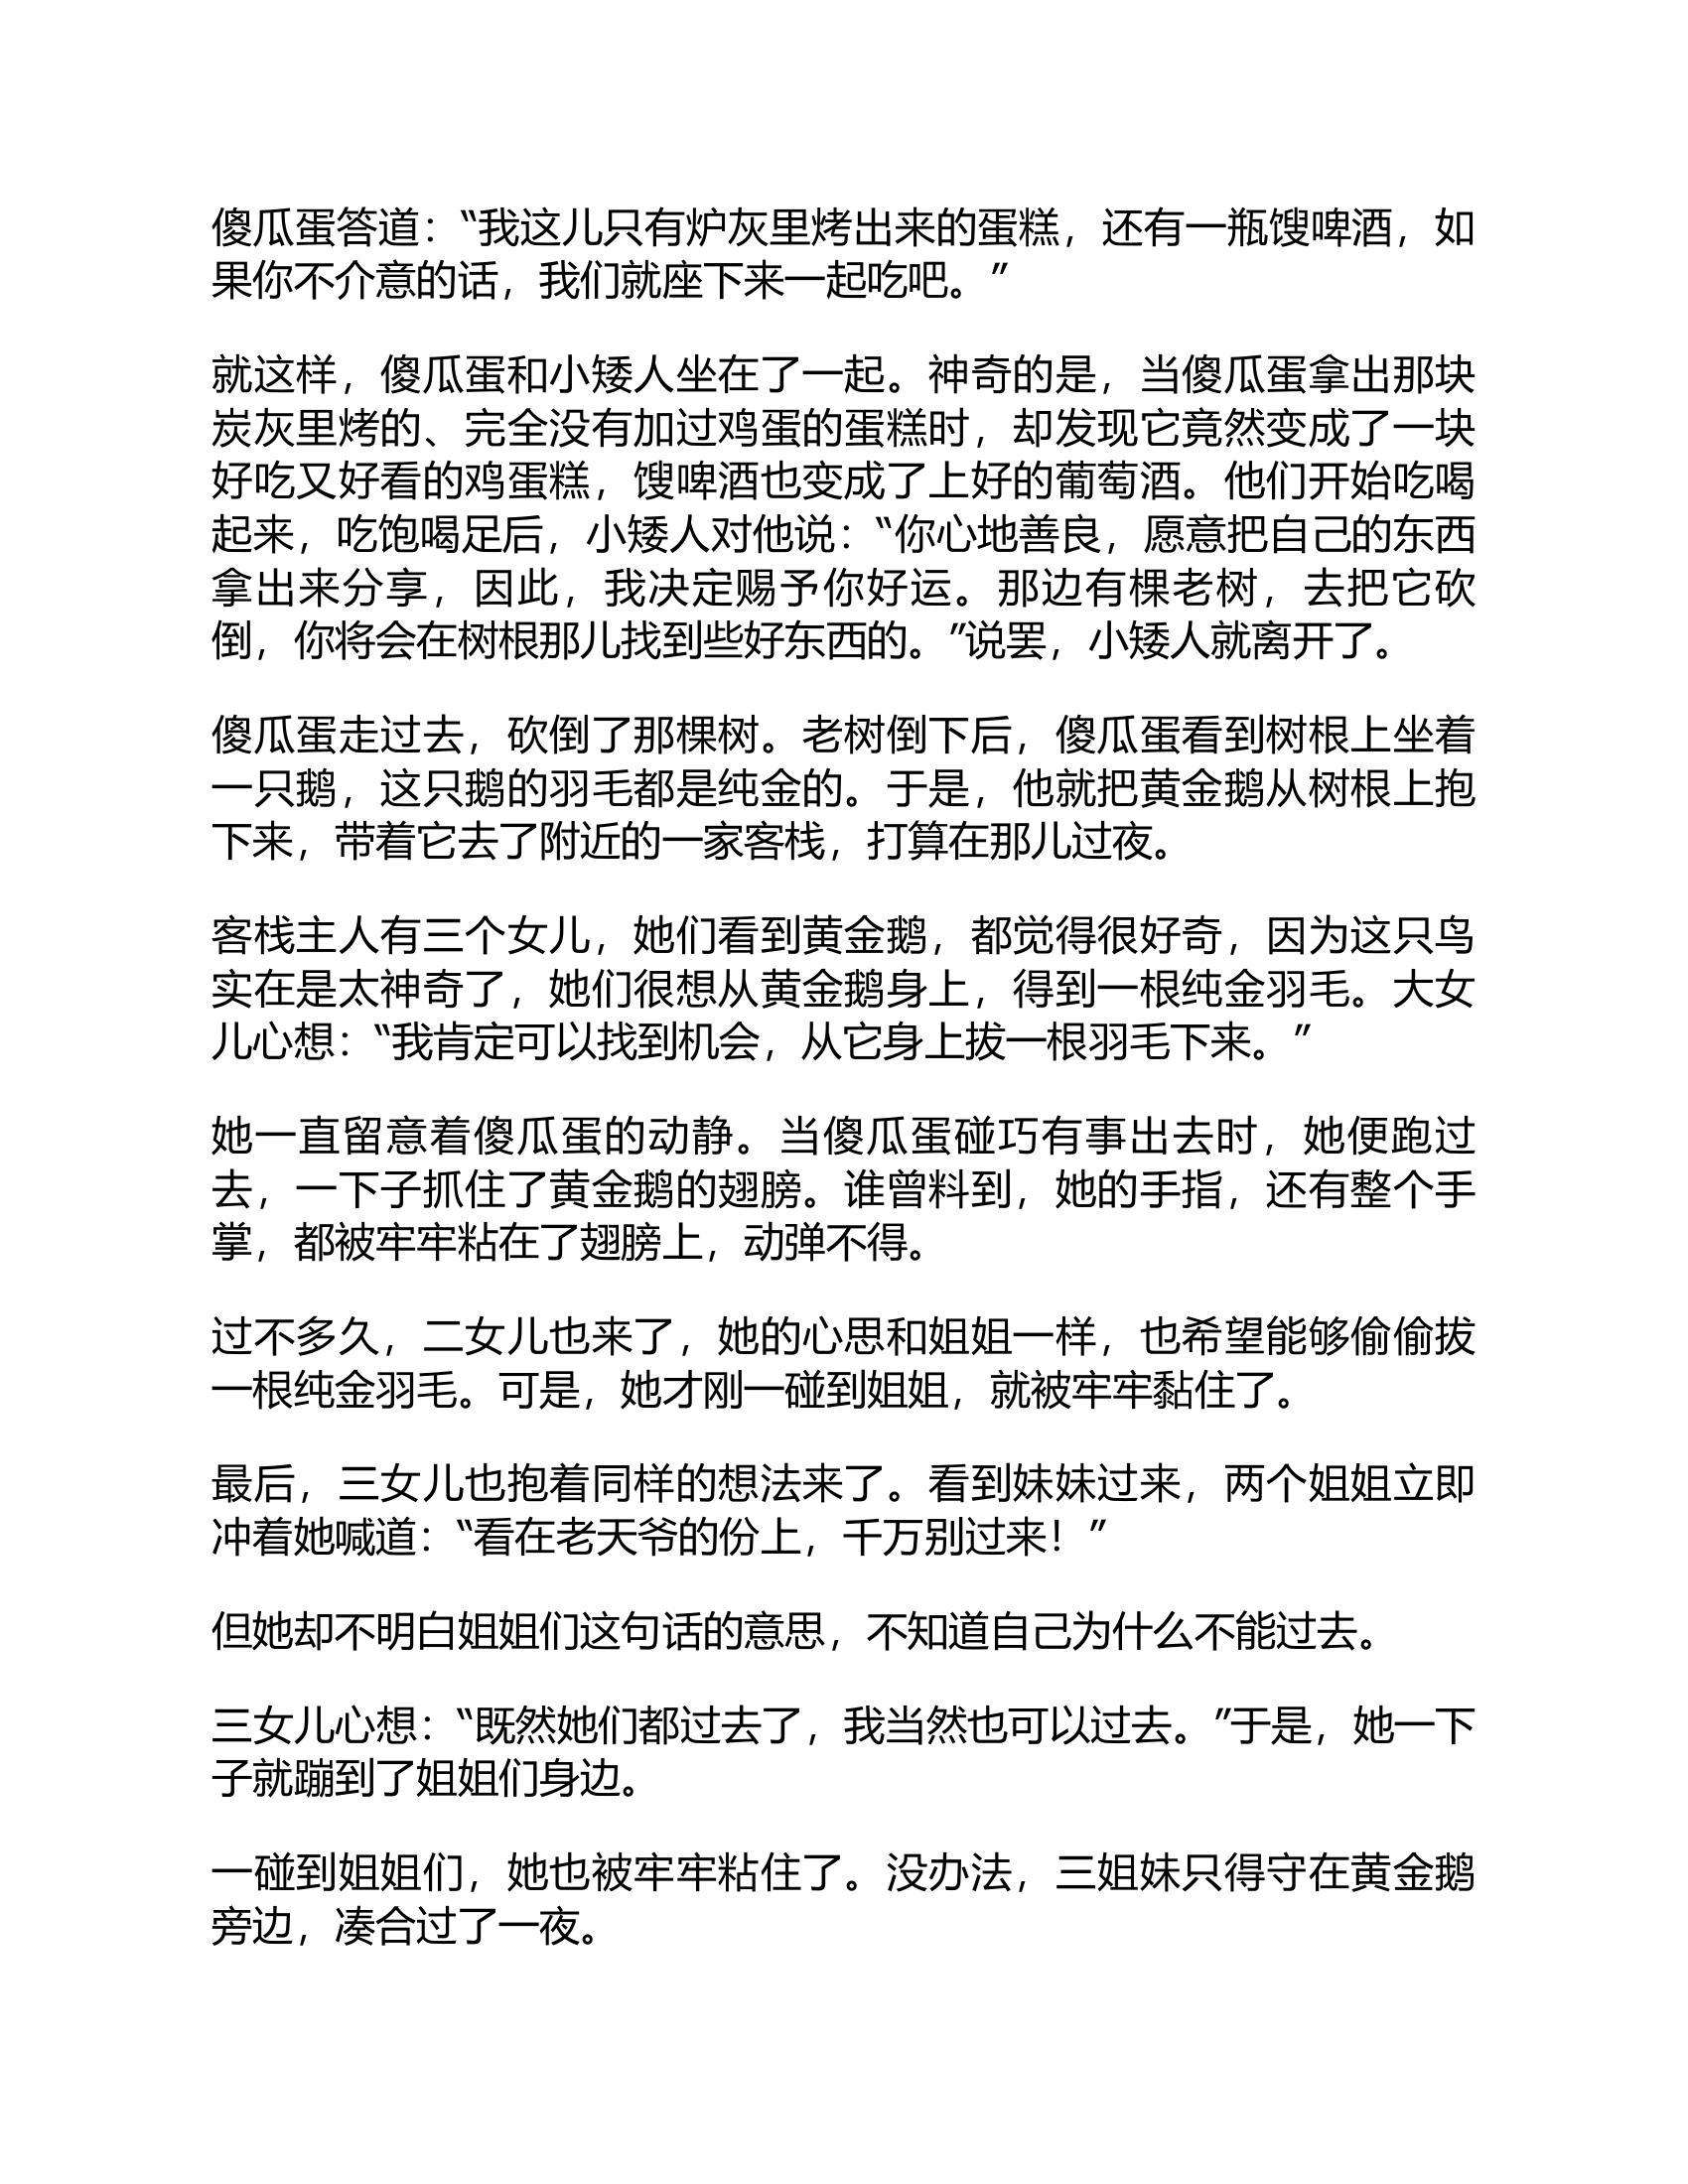 傻瓜蛋答道：“我这儿只有炉灰里烤出来的蛋糕，还有一瓶馊啤酒，如
果你不介意的话，我们就座下来一起吃吧。”
就这样，傻瓜蛋和小矮人坐在了一起。神奇的是，当傻瓜蛋拿出那块
炭灰里烤的、完全没有加过鸡蛋的蛋糕时，却发现它竟然变成了一块
好吃又好看的鸡蛋糕，馊啤酒也变成了上好的葡萄酒。他们开始吃喝
起来，吃饱喝足后，小矮人对他说：“你心地善良，愿意把自己的东西
拿出来分享，因此，我决定赐予你好运。那边有棵老树，去把它砍
倒，你将会在树根那儿找到些好东西的。”说罢，小矮人就离开了。
傻瓜蛋走过去，砍倒了那棵树。老树倒下后，傻瓜蛋看到树根上坐着
一只鹅，这只鹅的羽毛都是纯金的。于是，他就把黄金鹅从树根上抱
下来，带着它去了附近的一家客栈，打算在那儿过夜。
客栈主人有三个女儿，她们看到黄金鹅，都觉得很好奇，因为这只鸟
实在是太神奇了，她们很想从黄金鹅身上，得到一根纯金羽毛。大女
儿心想：“我肯定可以找到机会，从它身上拔一根羽毛下来。”
她一直留意着傻瓜蛋的动静。当傻瓜蛋碰巧有事出去时，她便跑过
去，一下子抓住了黄金鹅的翅膀。谁曾料到，她的手指，还有整个手
掌，都被牢牢粘在了翅膀上，动弹不得。
过不多久，二女儿也来了，她的心思和姐姐一样，也希望能够偷偷拔
一根纯金羽毛。可是，她才刚一碰到姐姐，就被牢牢黏住了。
最后，三女儿也抱着同样的想法来了。看到妹妹过来，两个姐姐立即
冲着她喊道：“看在老天爷的份上，千万别过来！”
但她却不明白姐姐们这句话的意思，不知道自己为什么不能过去。
三女儿心想：“既然她们都过去了，我当然也可以过去。”于是，她一下
子就蹦到了姐姐们身边。
一碰到姐姐们，她也被牢牢粘住了。没办法，三姐妹只得守在黄金鹅
旁边，凑合过了一夜。